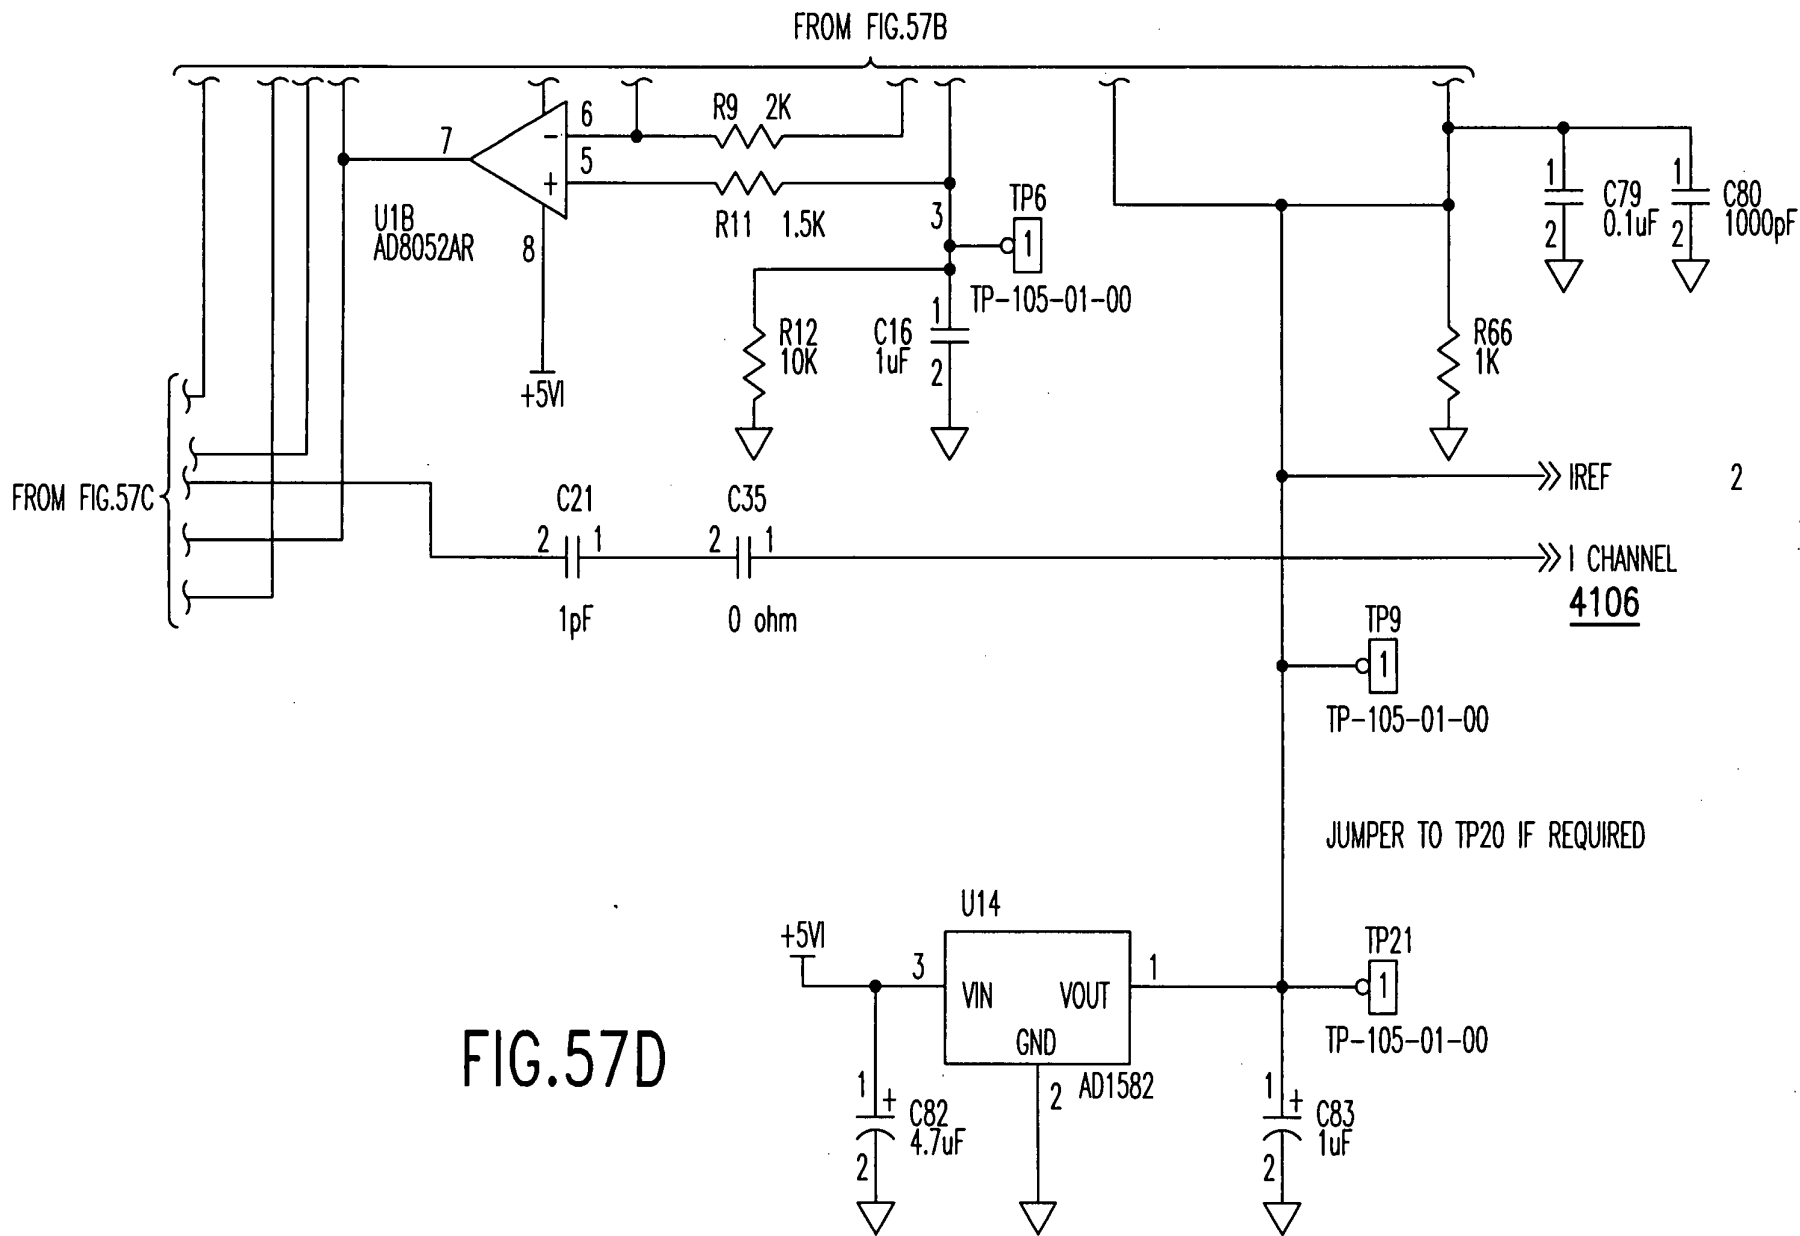 FROM FIG.57B
R9 2K
6
-
7
5
+
U1B
AD8052AR
R11 1.5K
8
+5VI
3
TP6
1
TP-105-01-00
R12
10K
C16
1uF
1
2
1
2
C79
0.1uF
1
2
C80
1000pF
R66
1K
FROM FIG.57C
IREF 2
C21
2 1
1pF
C35
2 1
0 ohm
I CHANNEL
4106
TP9
1
TP-105-01-00
JUMPER TO TP20 IF REQUIRED
U14
+5VI
3
VIN VOUT
GND
1
2
AD1582
TP21
1
TP-105-01-00
1
+
C82
4.7uF
2
1
+
C83
1uF
2
FIG.57D